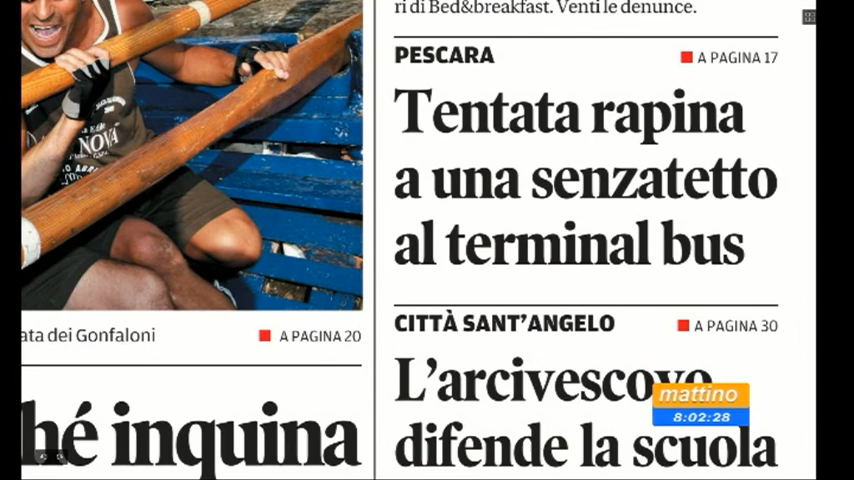 ri di Bed&breakfast. Venti le denunce.
PESCARA
A PAGINA 17
Tentata rapina
a una senzatetto
al terminal bus
CITTÀ SANT'ANGELO
A PAGINA 30
L'arcivescovo
difende la scuola
NOVA
ata dei Gonfaloni
A PAGINA 20
hé inquina
mattino
8:02:28